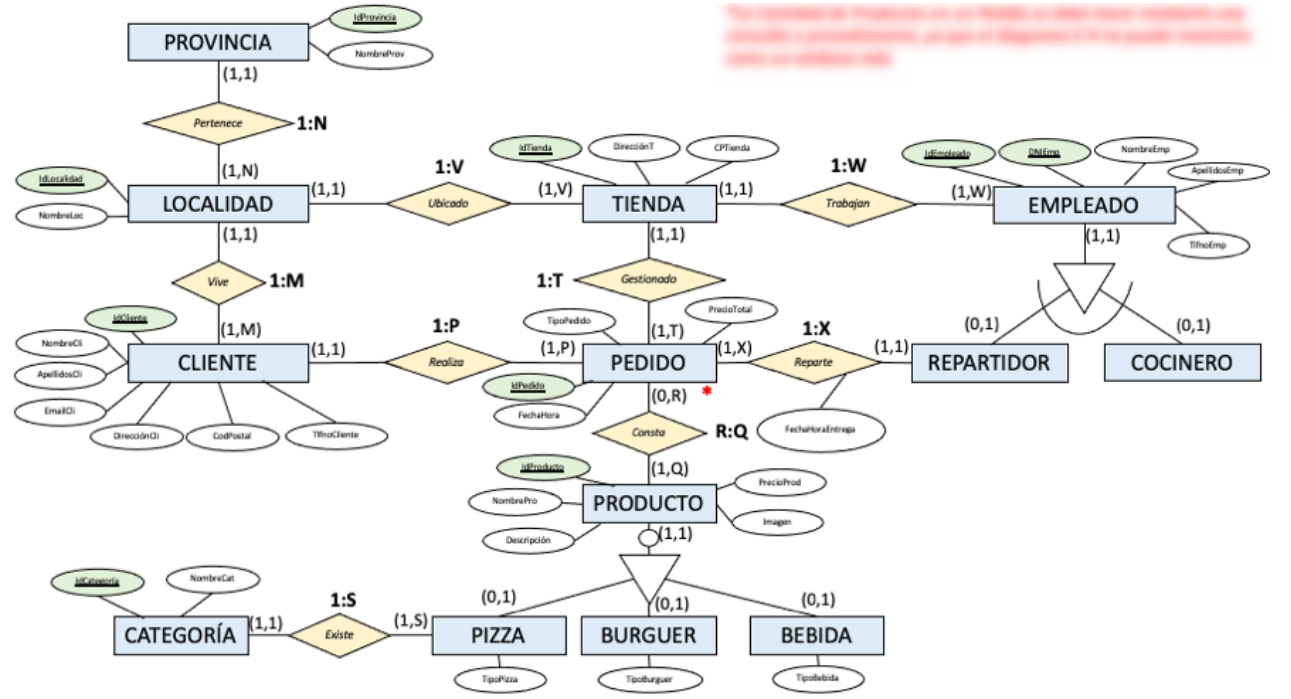 IdProvincia
PROVINCIA
NombreProv
(1,1)
Pertenece
1:N
(1,N)
IdLocalidad
NombreLoc
LOCALIDAD
(1,1)
1:V
Ubicado
(1,V)
IdTienda
DirecciónT
CPTienda
TIENDA
(1,1)
1:W
Trabajan
(1,W)
IdEmpleado
DNIEmp
NombreEmp
ApellidosEmp
EMPLEADO
TlfnoEmp
(1,1)
(1,1)
Vive
1:M
(1,M)
(1,1)
1:T
Gestionado
(1,T)
IdCliente
NombreCli
ApellidosCli
EmailCli
CLIENTE
DirecciónCli
CodPostal
TlfnoCliente
(1,1)
1:P
Realiza
(1,P)
TipoPedido
PrecioTotal
PEDIDO
IdPedido
FechaHora
(1,X)
1:X
Reparte
(1,1)
FechaHoraEntrega
(0,1)
(0,1)
REPARTIDOR
COCINERO
(0,R)
*
Consta
R:Q
(1,Q)
IdProducto
NombrePro
Descripción
PRODUCTO
PrecioProd
Imagen
(1,1)
IdCategoría
NombreCat
CATEGORÍA
(1,1)
1:S
Existe
(1,S)
(0,1)
(0,1)
(0,1)
PIZZA
BURGUER
BEBIDA
TipoPizza
TipoBurguer
TipoBebida